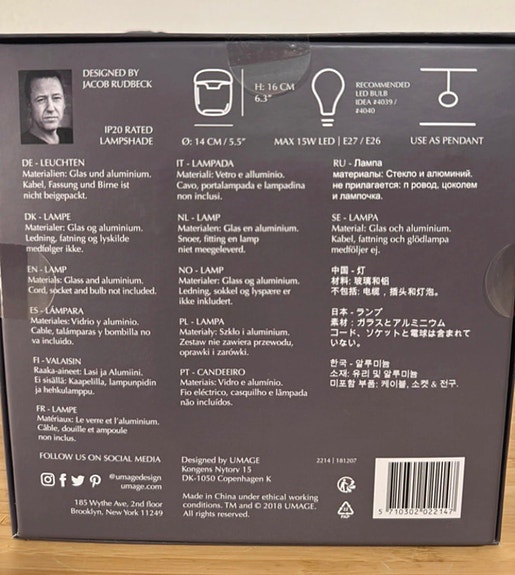 DESIGNED BY
JACOB RUDBECK
IP20 RATED
LAMPSHADE
H: 16 CM
6.3"
Ø: 14 CM / 5.5"
MAX 15W LED | E27 / E26
RECOMMENDED
LED BULB
IDEA #4039 /
#4040
USE AS PENDANT
DE - LEUCHTEN
Materialien: Glas und aluminium.
Kabel, Fassung und Birne ist
nicht beigepackt.
DK - LAMPE
Materialer: Glas og aluminium.
Ledning, fatning og lyskilde
medfølger ikke.
EN - LAMP
Materials: Glass and aluminium.
Cord, socket and bulb not included.
ES - LÁMPARA
Materiales: Vidrio y aluminio.
Cable, talámparas y bombilla no
va incluido.
FI - VALAISIN
Raaka-aineet: Lasi ja Alumiini.
Ei sisällä: Kaapelilla, lampunpidin
ja hehkulamppu.
FR - LAMPE
Matériaux: Le verre et l'aluminium.
Câble, douille et ampoule
non inclus.
IT - LAMPADA
Materiali: Vetro e alluminio.
Cavo, portalampada e lampadina
non inclusi.
NL - LAMP
Materialen: Glas en aluminium.
Snoer, fitting en lamp
niet meegeleverd.
NO - LAMP
Materialer: Glass og aluminium.
Ledning, sokkel og lyspære er
ikke inkludert.
PL - LAMPA
Materiały: Szkło i aluminium.
Zestaw nie zawiera przewodu,
oprawki i żarówki.
PT - CANDEEIRO
Materiais: Vidro e alumínio.
Fio eléctrico, casquilho e lâmpada
não incluídos.
RU - Лампа
материалы: Стекло и алюминий.
не прилагается: п ровод, цоколем
и лампочка.
SE - LAMPA
Material: Glas och aluminium.
Kabel, fattning och glödlampa
medföljer ej.
中国 - 灯
材料: 玻璃和铝
不包括: 电缆，插头和灯泡。
日本 - ランプ
素材：ガラスとアルミニウム
コード、ソケットと電球は含まれて
いない。
한국 - 알루미늄
소재: 유리 및 알루미늄
미포함 부품: 케이블, 소켓 & 전구.
FOLLOW US ON SOCIAL MEDIA
@umagedesign
umage.com
185 Wythe Ave, 2nd floor
Brooklyn, New York 11249
Designed by UMAGE
Kongens Nytorv 15
DK-1050 Copenhagen K
Made in China under ethical working
conditions. TM and © 2018 UMAGE.
All rights reserved.
2214 | 181207
22
PAP
5 710302 022147